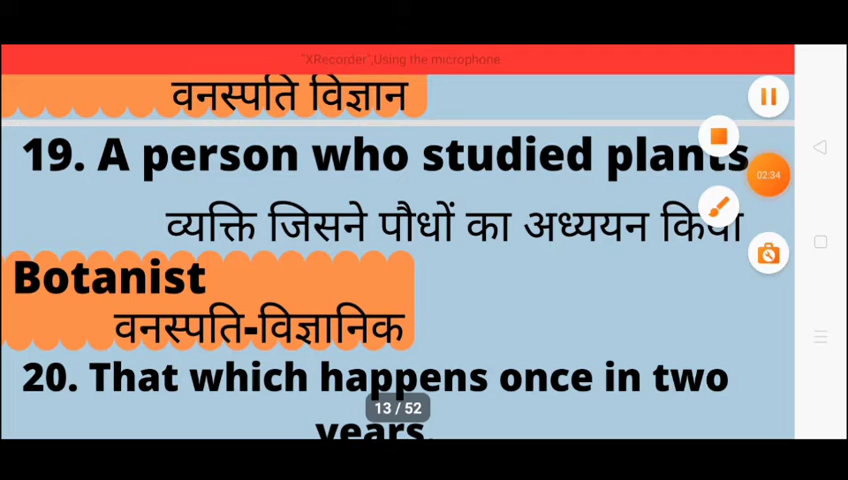 "XRecorder",Using the microphone
वनस्पति विज्ञान
19. A person who studied plants
02:34
व्यक्ति जिसने पौधों का अध्ययन किया
Botanist
वनस्पति-विज्ञानिक
20. That which happens once in two
13 / 52
years.